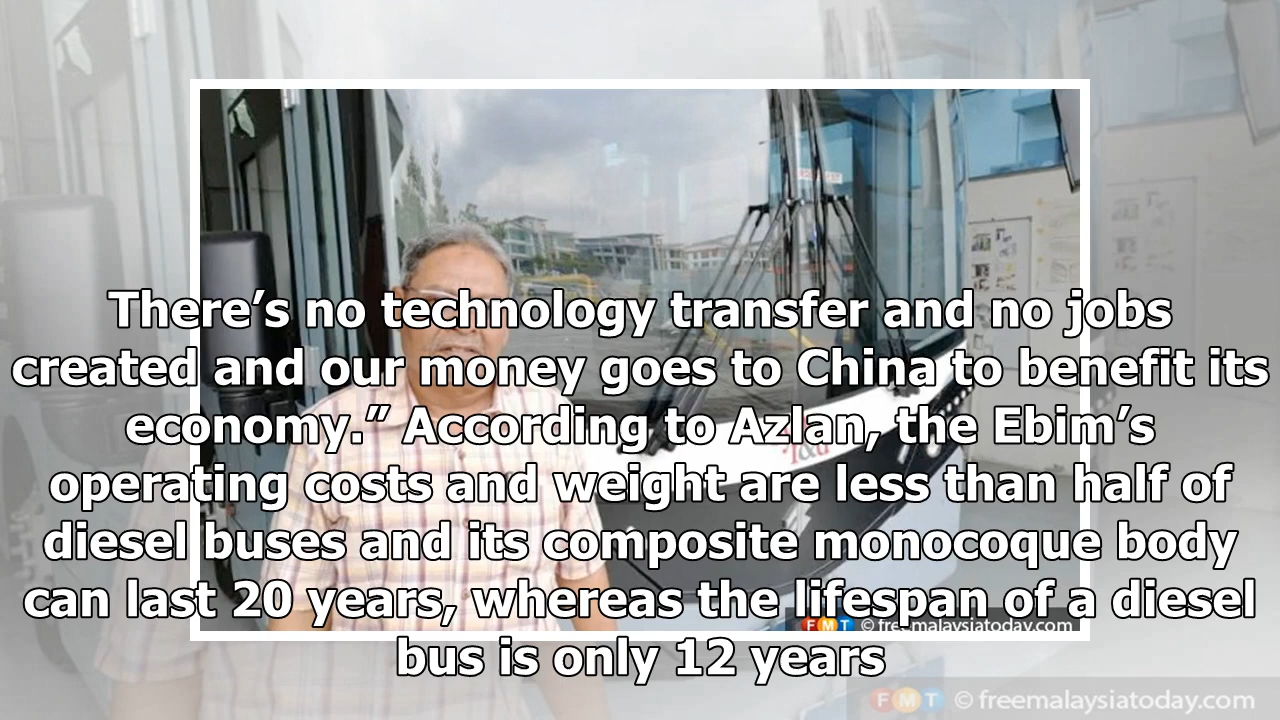 There’s no technology transfer and no jobs
created and our money goes to China to benefit its
economy.” According to Azlan, the Ebim’s
operating costs and weight are less than half of
diesel buses and its composite monocoque body
can last 20 years, whereas the lifespan of a diesel
bus is only 12 years
FMT © freemalaysiatoday.com
FMT © freemalaysiatoday.com